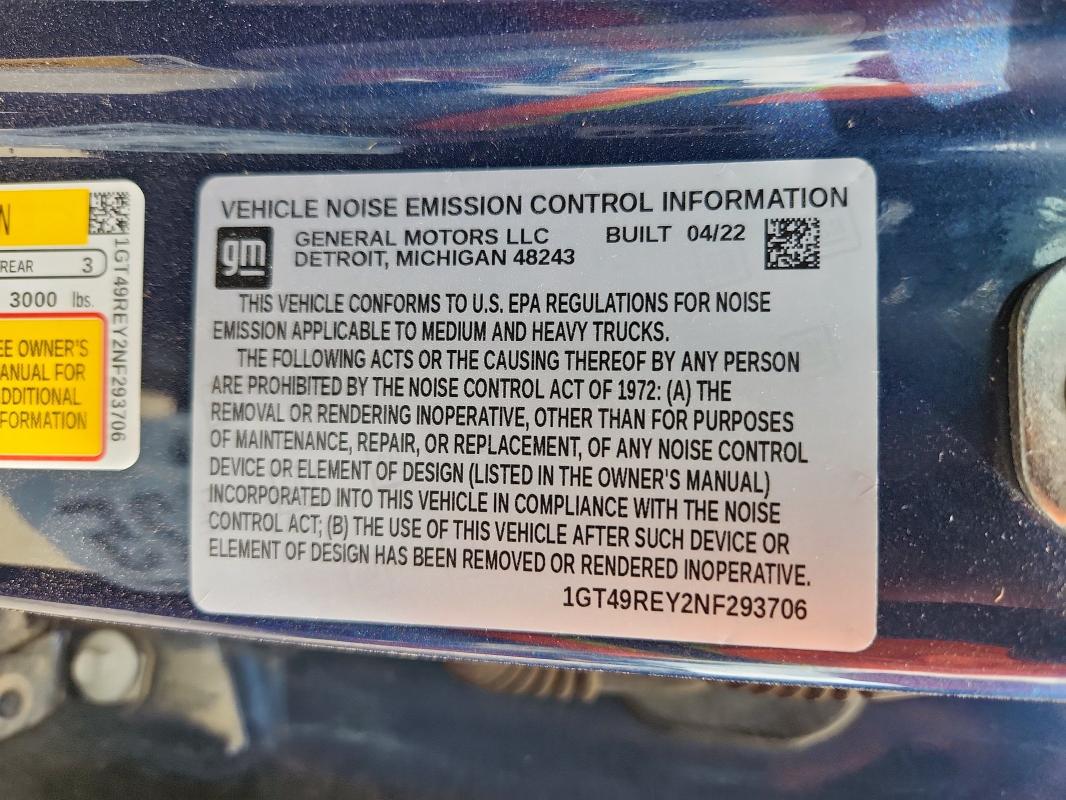 N
REAR 3
3000 lbs.
EE OWNER'S
ANUAL FOR
DDITIONAL
FORMATION
1GT49REY2NF293706
VEHICLE NOISE EMISSION CONTROL INFORMATION
gm
GENERAL MOTORS LLC BUILT 04/22
DETROIT, MICHIGAN 48243
THIS VEHICLE CONFORMS TO U.S. EPA REGULATIONS FOR NOISE
EMISSION APPLICABLE TO MEDIUM AND HEAVY TRUCKS.
THE FOLLOWING ACTS OR THE CAUSING THEREOF BY ANY PERSON
ARE PROHIBITED BY THE NOISE CONTROL ACT OF 1972: (A) THE
REMOVAL OR RENDERING INOPERATIVE, OTHER THAN FOR PURPOSES
OF MAINTENANCE, REPAIR, OR REPLACEMENT, OF ANY NOISE CONTROL
DEVICE OR ELEMENT OF DESIGN (LISTED IN THE OWNER'S MANUAL)
INCORPORATED INTO THIS VEHICLE IN COMPLIANCE WITH THE NOISE
CONTROL ACT; (B) THE USE OF THIS VEHICLE AFTER SUCH DEVICE OR
ELEMENT OF DESIGN HAS BEEN REMOVED OR RENDERED INOPERATIVE.
1GT49REY2NF293706